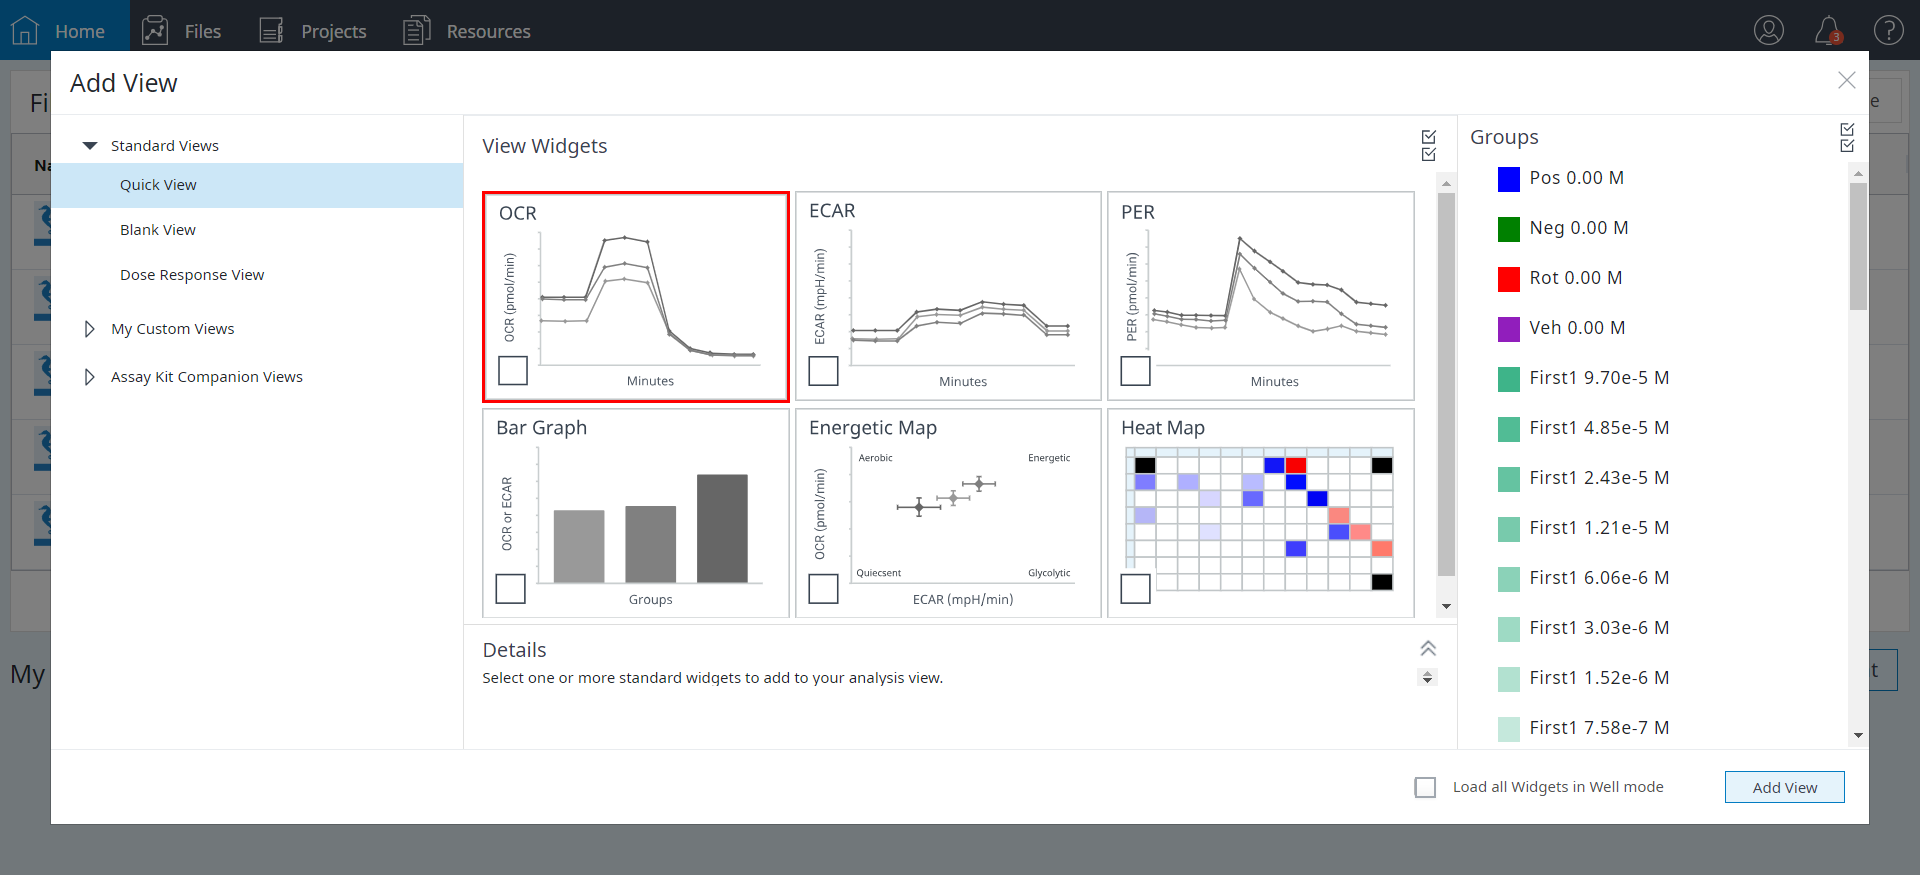 Home
Files
Projects
Resources
3
Add View
Standard Views
Quick View
Blank View
Dose Response View
My Custom Views
Assay Kit Companion Views
View Widgets
OCR
OCR (pmol/min)
Minutes
ECAR
ECAR (mpH/min)
Minutes
PER
PER (pmol/min)
Minutes
Bar Graph
OCR or ECAR
Groups
Energetic Map
Aerobic
Energetic
OCR (pmol/min)
Quiecsent
Glycolytic
ECAR (mpH/min)
Heat Map
Details
Select one or more standard widgets to add to your analysis view.
Groups
Pos 0.00 M
Neg 0.00 M
Rot 0.00 M
Veh 0.00 M
First1 9.70e-5 M
First1 4.85e-5 M
First1 2.43e-5 M
First1 1.21e-5 M
First1 6.06e-6 M
First1 3.03e-6 M
First1 1.52e-6 M
First1 7.58e-7 M
Load all Widgets in Well mode
Add View
My